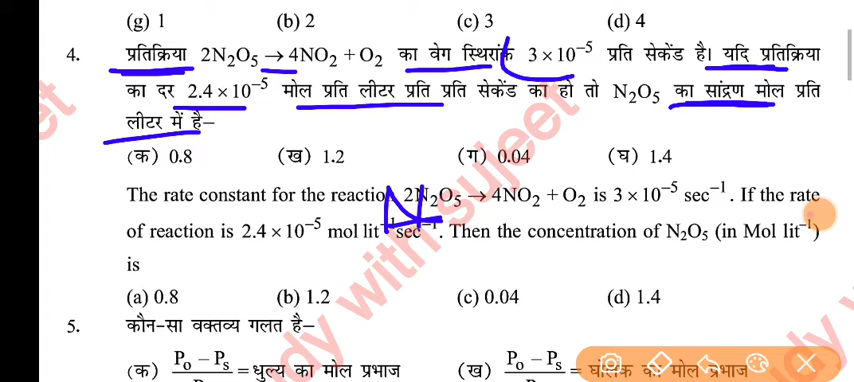 (g) 1 (b) 2 (c) 3 (d) 4
4. प्रतिक्रिया 2N₂O₅ → 4NO₂ + O₂ का वेग स्थिरांक 3 × 10⁻⁵ प्रति सेकेंड है। यदि प्रतिक्रिया
का दर 2.4 × 10⁻⁵ मोल प्रति लीटर प्रति प्रति सेकेंड का हो तो N₂O₅ का सांद्रण मोल प्रति
लीटर में है–
(क) 0.8 (ख) 1.2 (ग) 0.04 (घ) 1.4
The rate constant for the reaction 2N₂O₅ → 4NO₂ + O₂ is 3 × 10⁻⁵ sec⁻¹. If the rate
of reaction is 2.4 × 10⁻⁵ mol lit⁻¹ sec⁻¹. Then the concentration of N₂O₅ (in Mol lit⁻¹)
is
(a) 0.8 (b) 1.2 (c) 0.04 (d) 1.4
5. कौन-सा वक्तव्य गलत है–
(क) P₀ – Pₛ = धुल्य का मोल प्रभाज (ख) P₀ – Pₛ = घोलक का मोल प्रभाज
study with sujeet